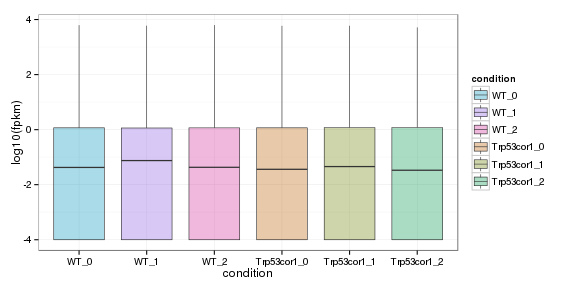 4
2
0
-2
-4
log10(fpkm)
WT_0 WT_1 WT_2 Trp53cor1_0 Trp53cor1_1 Trp53cor1_2
condition
condition
WT_0
WT_1
WT_2
Trp53cor1_0
Trp53cor1_1
Trp53cor1_2